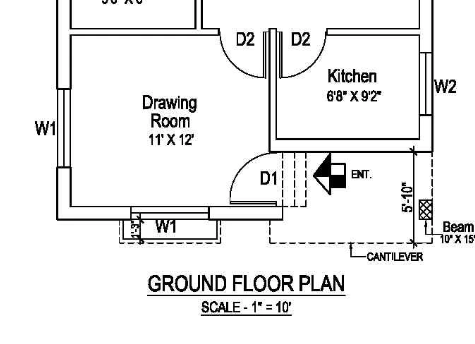 D2
D2
Kitchen
6'8" X 9'2"
W2
Drawing
Room
11' X 12'
W1
D1
ENT.
5'-10"
1'-3"
W1
Beam
10" X 15"
CANTILEVER
GROUND FLOOR PLAN
SCALE - 1" = 10'